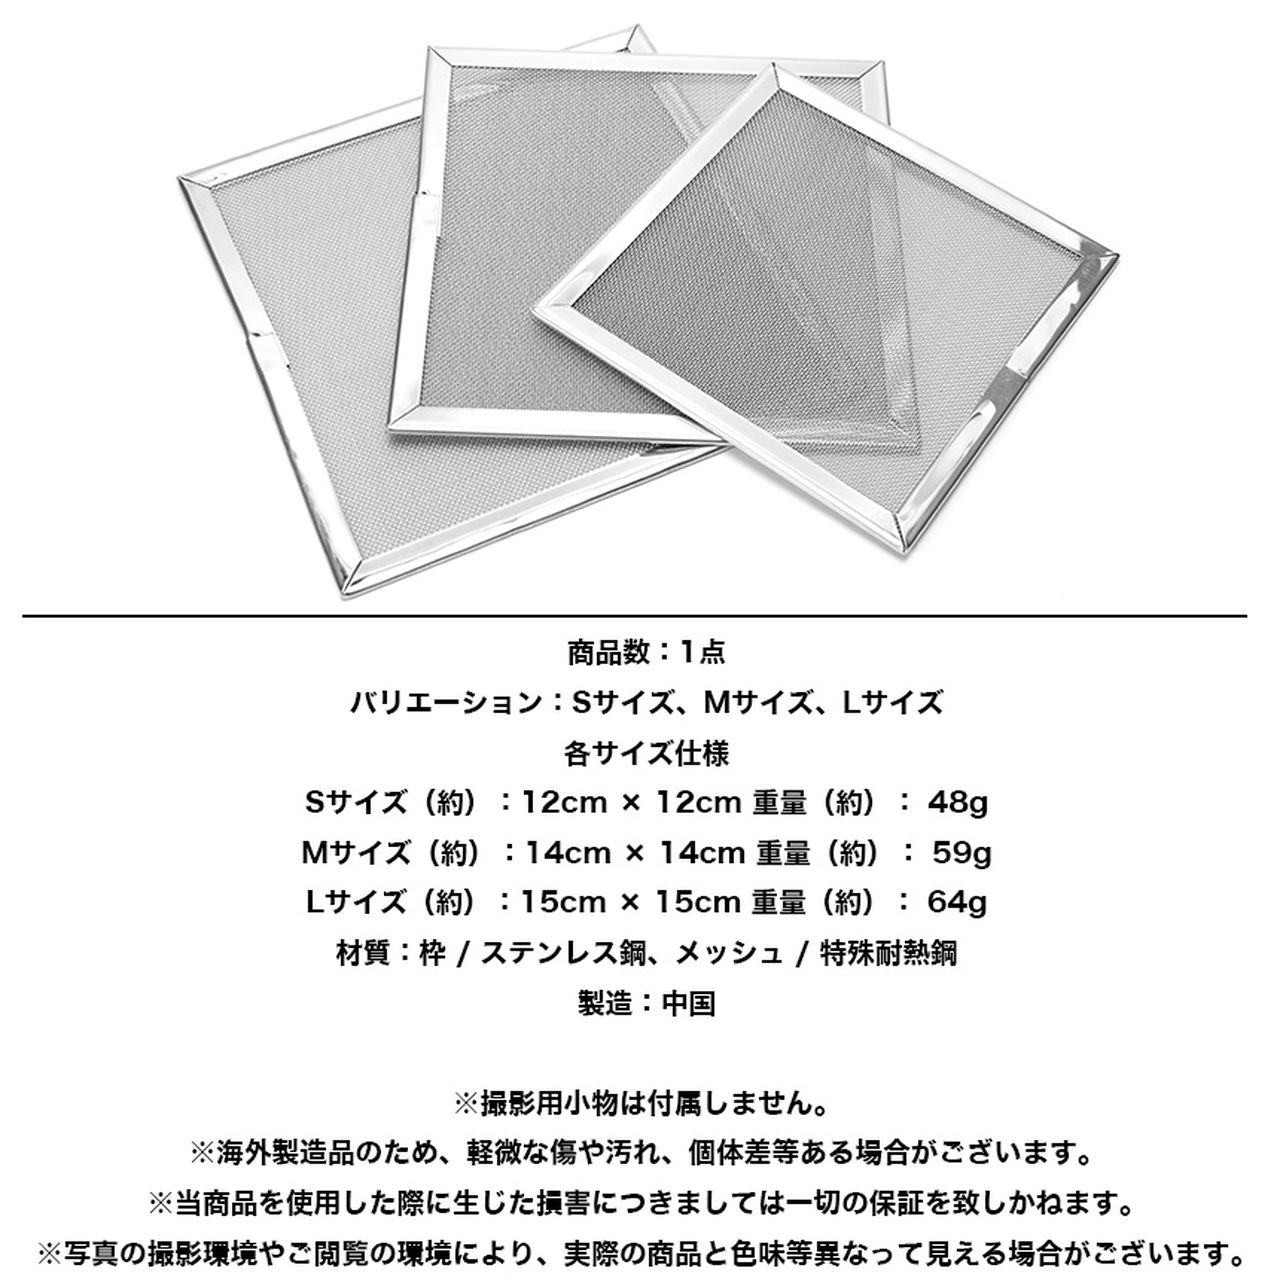 商品数：1点
バリエーション：Sサイズ、Mサイズ、Lサイズ
各サイズ仕様
Sサイズ（約）：12cm × 12cm 重量（約）： 48g
Mサイズ（約）：14cm × 14cm 重量（約）： 59g
Lサイズ（約）：15cm × 15cm 重量（約）： 64g
材質：枠 / ステンレス鋼、メッシュ / 特殊耐熱鋼
製造：中国
※撮影用小物は付属しません。
※海外製造品のため、軽微な傷や汚れ、個体差等ある場合がございます。
※当商品を使用した際に生じた損害につきましては一切の保証を致しかねます。
※写真の撮影環境やご閲覧の環境により、実際の商品と色味等異なって見える場合がございます。